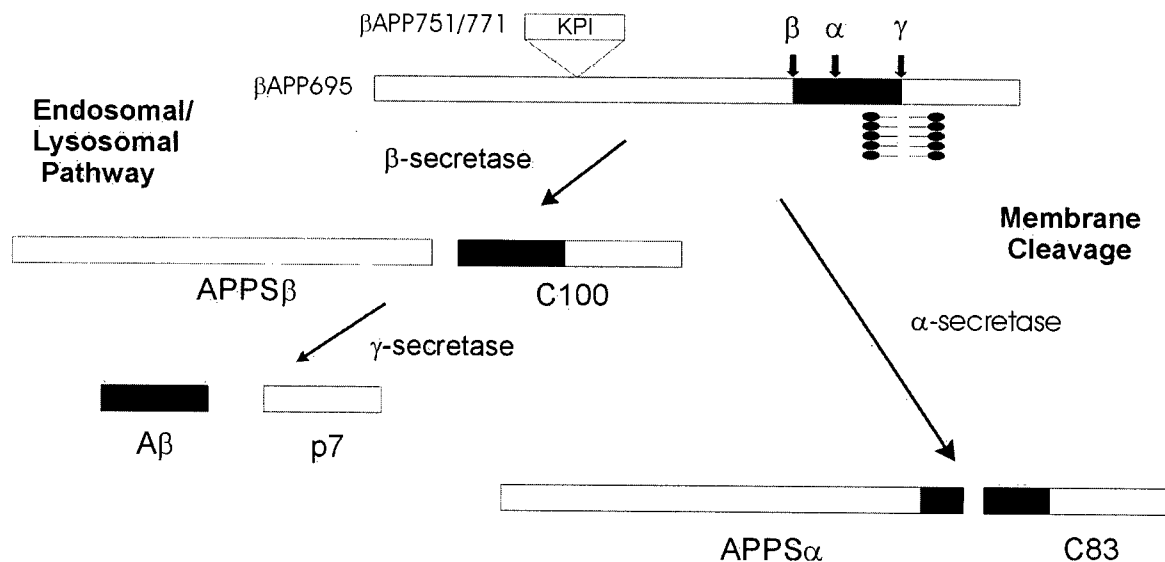 βAPP751/771
KPI
β α γ
βAPP695
Endosomal/
Lysosomal
Pathway
β-secretase
Membrane
Cleavage
APPSβ
C100
α-secretase
γ-secretase
Aβ
p7
APPSα
C83